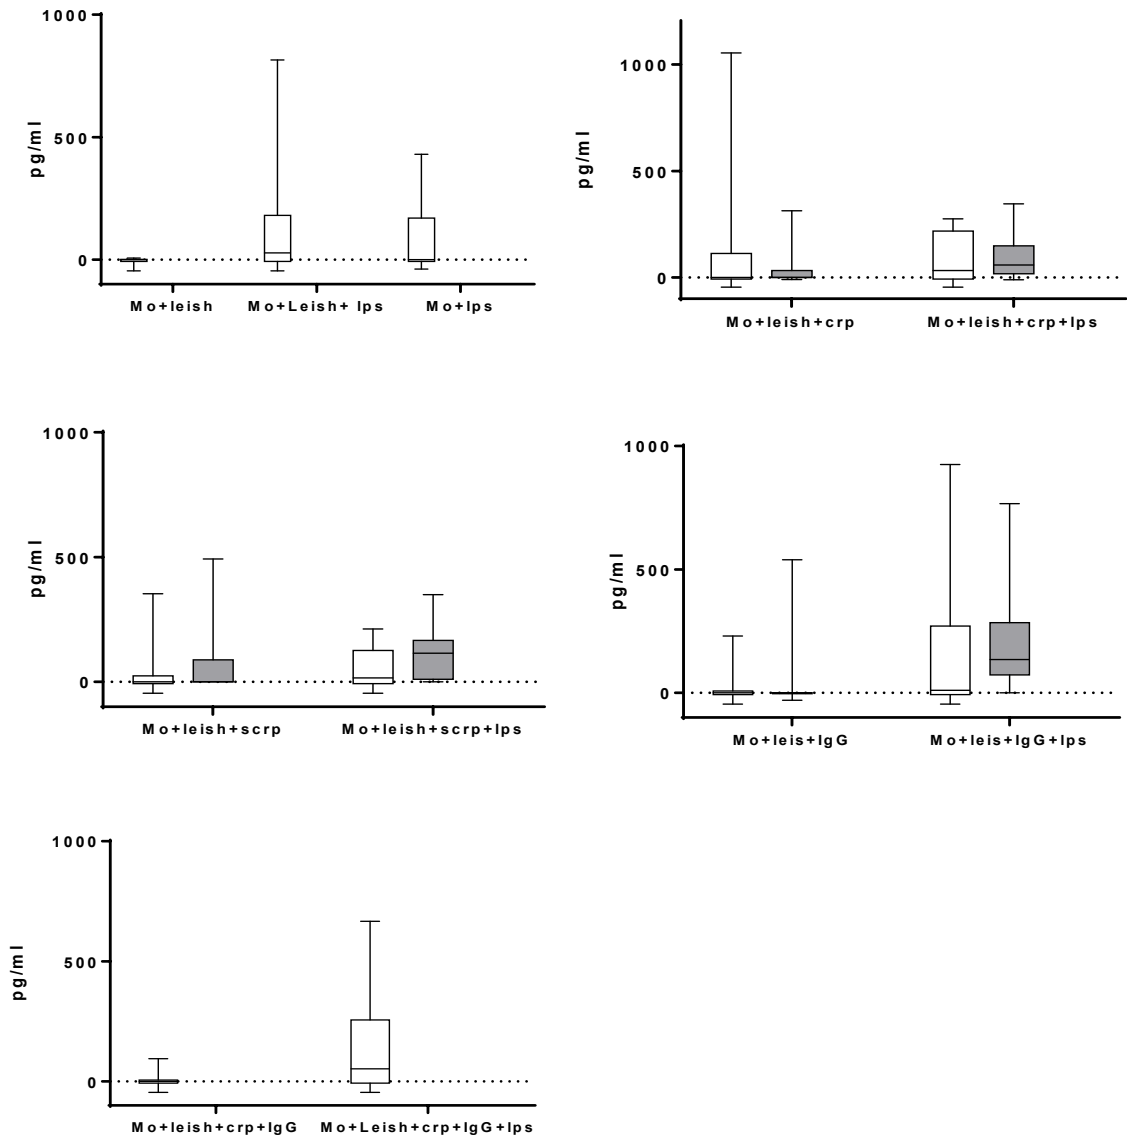 1000
500
0
pg/ml
Mo+leish Mo+Leish+ lps Mo+lps
1000
500
0
pg/ml
Mo+leish+crp Mo+leish+crp+lps
1000
500
0
pg/ml
Mo+leish+scrp Mo+leish+scrp+lps
1000
500
0
pg/ml
Mo+leis+IgG Mo+leis+IgG+lps
1000
500
0
pg/ml
Mo+leish+crp+IgG Mo+Leish+crp+IgG+lps